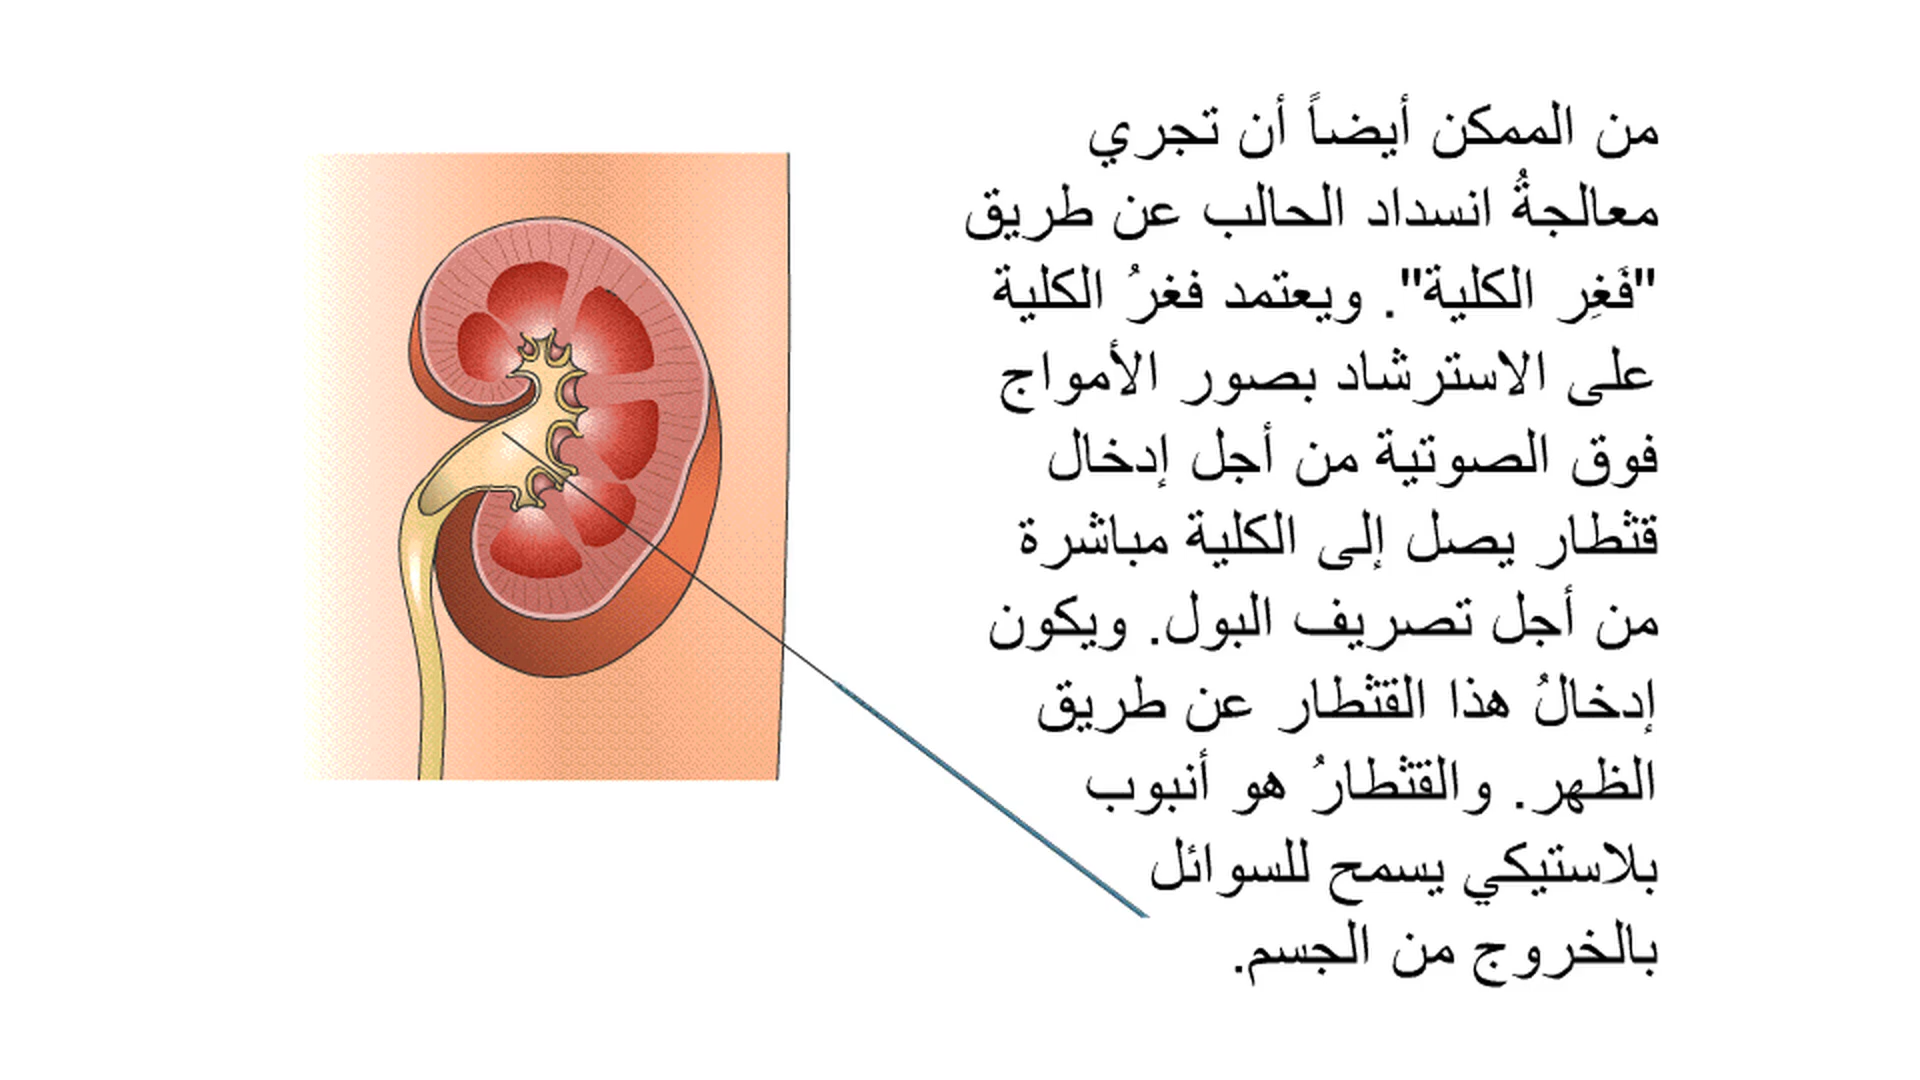 من الممكن أيضاً أن تجري
معالجةُ انسداد الحالب عن طريق
"فَغِر الكلية". ويعتمد فغرُ الكلية
على الاسترشاد بصور الأمواج
فوق الصوتية من أجل إدخال
قثطار يصل إلى الكلية مباشرة
من أجل تصريف البول. ويكون
إدخالُ هذا القثطار عن طريق
الظهر. والقثطارُ هو أنبوب
بلاستيكي يسمح للسوائل
بالخروج من الجسم.